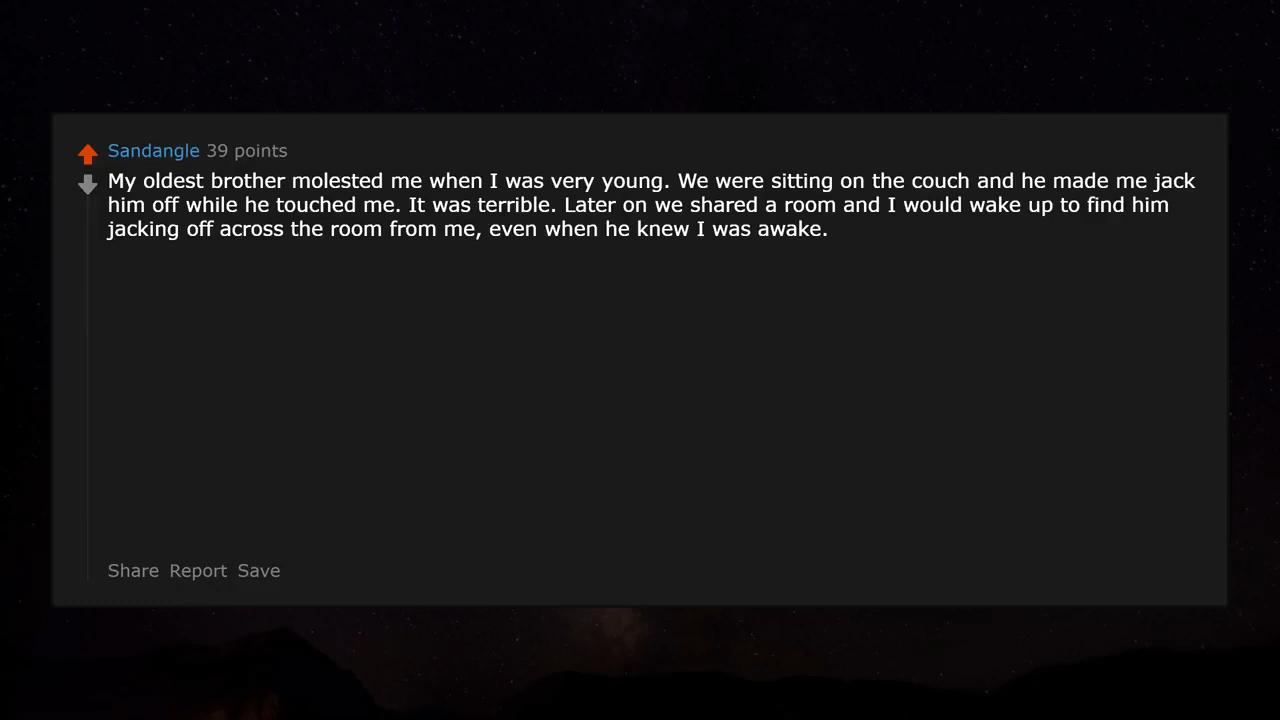 Sandangle 39 points
My oldest brother molested me when I was very young. We were sitting on the couch and he made me jack
him off while he touched me. It was terrible. Later on we shared a room and I would wake up to find him
jacking off across the room from me, even when he knew I was awake.
Share Report Save